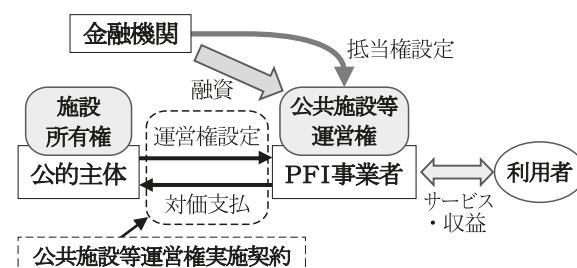 金融機関
抵当権設定
融資
施設
所有権
公共施設等
運営権
運営権設定
公的主体
PFI事業者
利用者
対価支払
サービス
・収益
公共施設等運営権実施契約